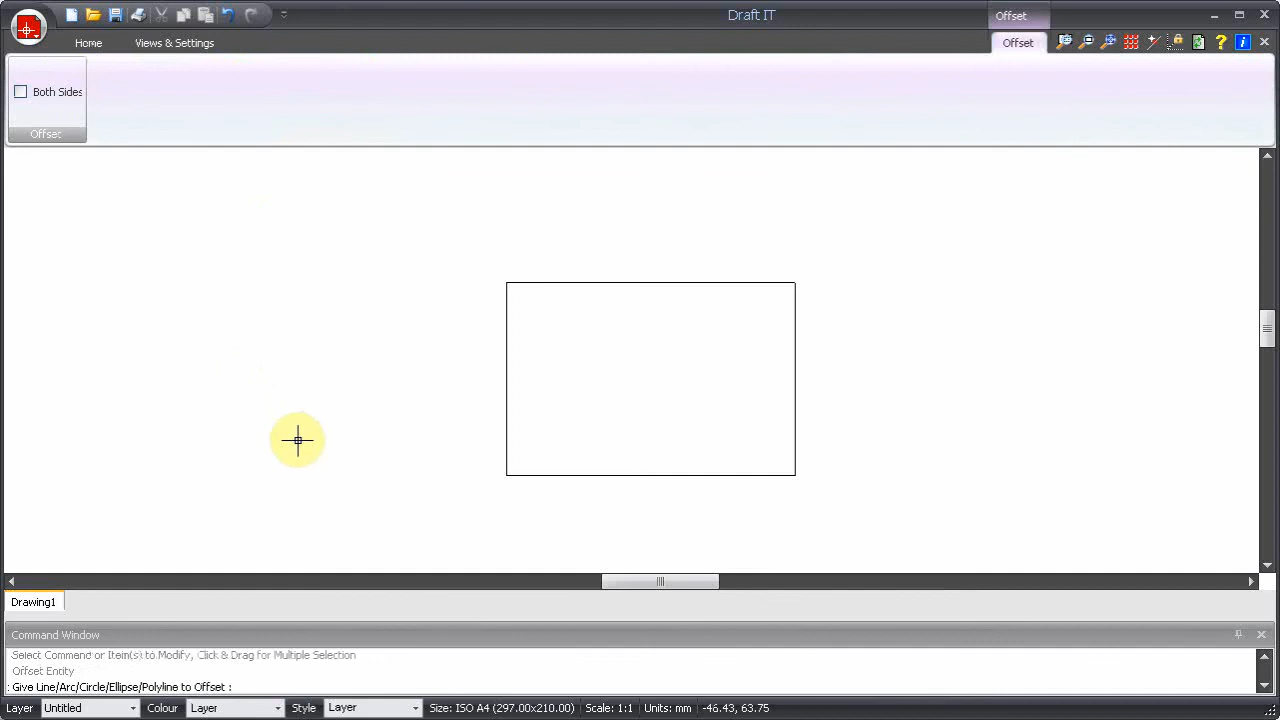 Draft IT
Offset
Home
Views & Settings
Offset
Both Sides
Offset
Drawing1
Command Window
Select Command or Item(s) to Modify, Click & Drag for Multiple Selection
Offset Entity
: Give Line/Arc/Circle/Ellipse/Polyline to Offset :
Layer Untitled Colour Layer Style Layer Size: ISO A4 (297.00x210.00) Scale: 1:1 Units: mm -46.43, 63.75